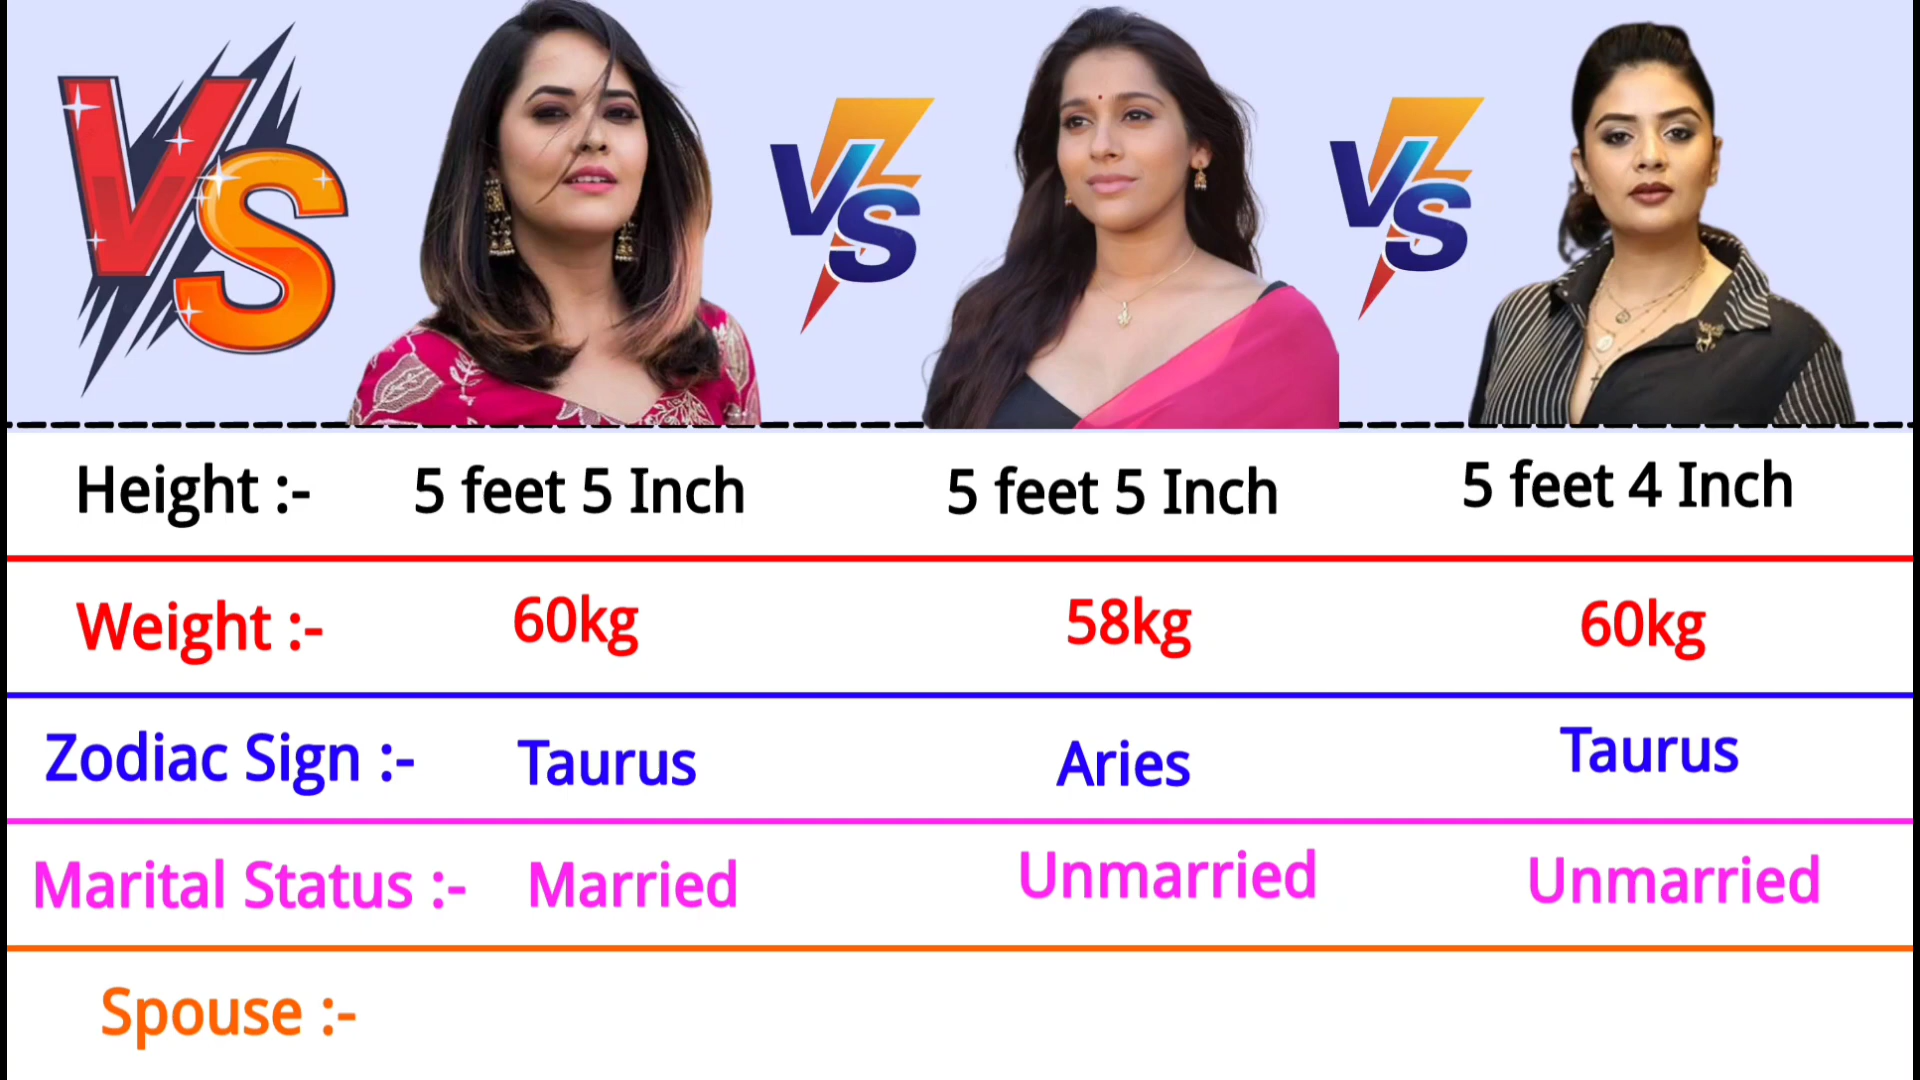 VS
VS
VS
Height :- 5 feet 5 Inch 5 feet 5 Inch 5 feet 4 Inch
Weight :- 60kg 58kg 60kg
Zodiac Sign :- Taurus Aries Taurus
Marital Status :- Married Unmarried Unmarried
Spouse :-